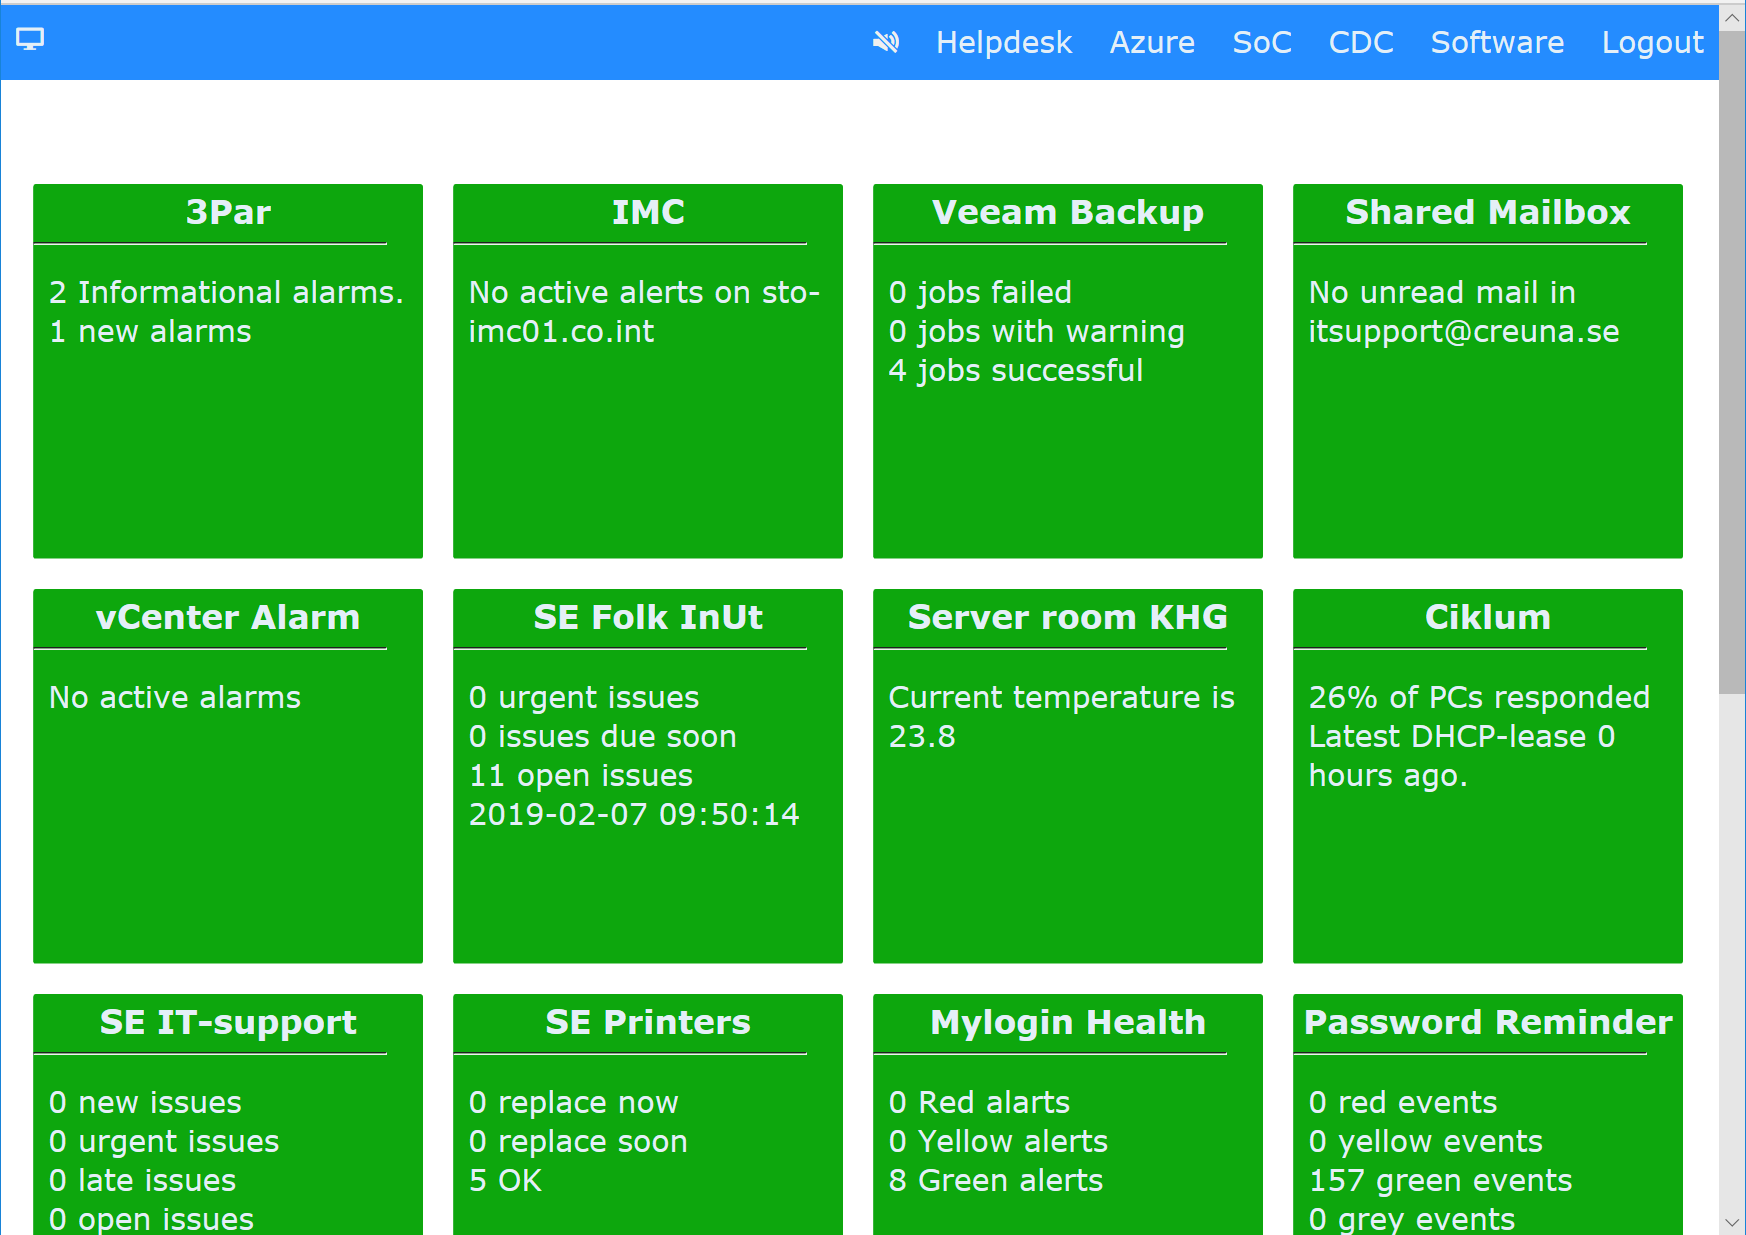 Helpdesk Azure SoC CDC Software Logout
3Par
2 Informational alarms.
1 new alarms
IMC
No active alerts on sto-
imc01.co.int
Veeam Backup
0 jobs failed
0 jobs with warning
4 jobs successful
Shared Mailbox
No unread mail in
itsupport@creuna.se
vCenter Alarm
No active alarms
SE Folk InUt
0 urgent issues
0 issues due soon
11 open issues
2019-02-07 09:50:14
Server room KHG
Current temperature is
23.8
Ciklum
26% of PCs responded
Latest DHCP-lease 0
hours ago.
SE IT-support
0 new issues
0 urgent issues
0 late issues
0 open issues
SE Printers
0 replace now
0 replace soon
5 OK
Mylogin Health
0 Red alarts
0 Yellow alerts
8 Green alerts
Password Reminder
0 red events
0 yellow events
157 green events
0 grey events